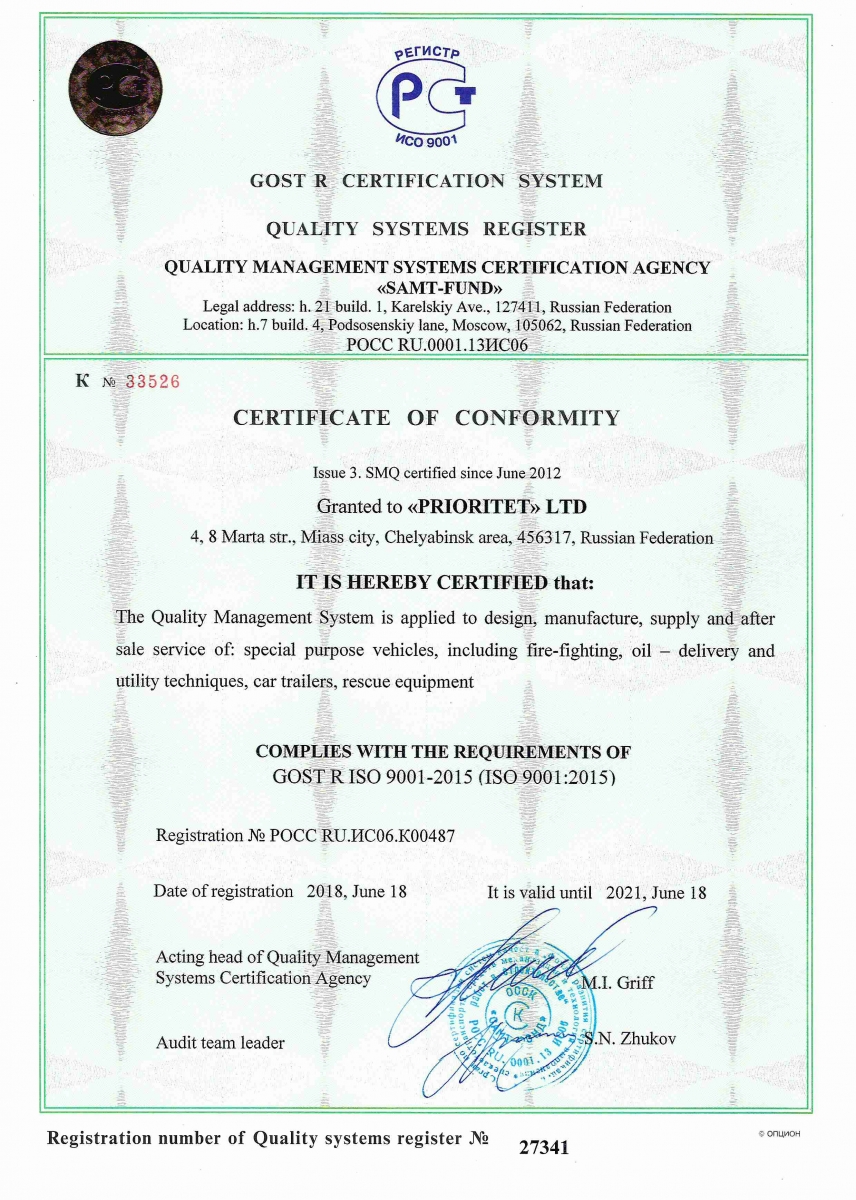 РЕГИСТР
РСТ
ИСО 9001
GOST R CERTIFICATION SYSTEM
QUALITY SYSTEMS REGISTER
QUALITY MANAGEMENT SYSTEMS CERTIFICATION AGENCY
«SAMT-FUND»
Legal address: h. 21 build. 1, Karelskiy Ave., 127411, Russian Federation
Location: h.7 build. 4, Podsosenskiy lane, Moscow, 105062, Russian Federation
РОСС RU.0001.13ИС06
К № 33526
CERTIFICATE OF CONFORMITY
Issue 3. SMQ certified since June 2012
Granted to «PRIORITET» LTD
4, 8 Marta str., Miass city, Chelyabinsk area, 456317, Russian Federation
IT IS HEREBY CERTIFIED that:
The Quality Management System is applied to design, manufacture, supply and after
sale service of: special purpose vehicles, including fire-fighting, oil – delivery and
utility techniques, car trailers, rescue equipment
COMPLIES WITH THE REQUIREMENTS OF
GOST R ISO 9001-2015 (ISO 9001:2015)
Registration № РОСС RU.ИС06.К00487
Date of registration 2018, June 18 It is valid until 2021, June 18
Acting head of Quality Management
Systems Certification Agency
M.I. Griff
ОССК
К
РОСС RU. 0001.13
Audit team leader
S.N. Zhukov
Registration number of Quality systems register № 27341
© ОПЦИОН